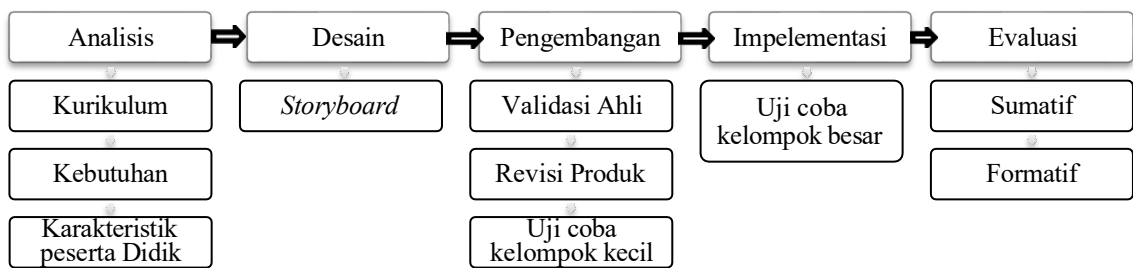 Analisis
Desain
Pengembangan
Impelementasi
Evaluasi
Kurikulum
Kebutuhan
Karakteristik
peserta Didik
Storyboard
Validasi Ahli
Revisi Produk
Uji coba
kelompok kecil
Uji coba
kelompok besar
Sumatif
Formatif